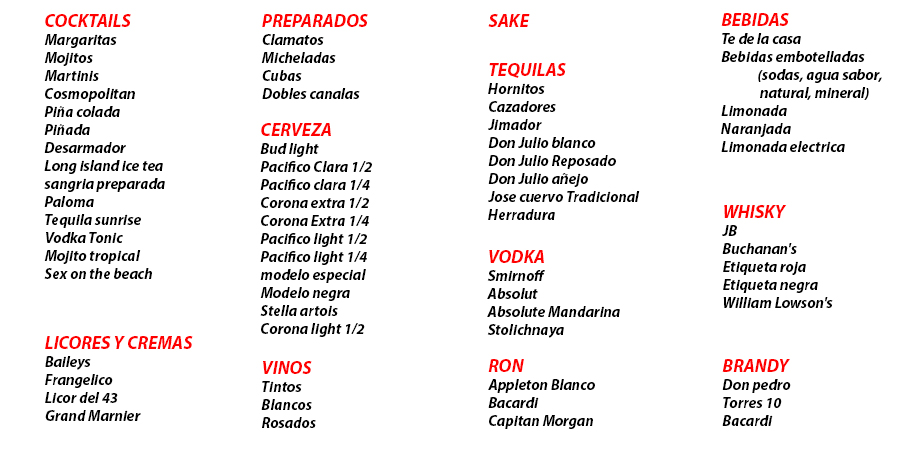 COCKTAILS
Margaritas
Mojitos
Martinis
Cosmopolitan
Piña colada
Piñada
Desarmador
Long island ice tea
sangria preparada
Paloma
Tequila sunrise
Vodka Tonic
Mojito tropical
Sex on the beach
LICORES Y CREMAS
Baileys
Frangelico
Licor del 43
Grand Marnier
PREPARADOS
Clamatos
Micheladas
Cubas
Dobles canalas
CERVEZA
Bud light
Pacifico Clara 1/2
Pacifico clara 1/4
Corona extra 1/2
Corona Extra 1/4
Pacifico light 1/2
Pacifico light 1/4
modelo especial
Modelo negra
Stella artois
Corona light 1/2
VINOS
Tintos
Blancos
Rosados
SAKE
TEQUILAS
Hornitos
Cazadores
Jimador
Don Julio blanco
Don Julio Reposado
Don Julio añejo
Jose cuervo Tradicional
Herradura
VODKA
Smirnoff
Absolut
Absolute Mandarina
Stolichnaya
RON
Appleton Blanco
Bacardi
Capitan Morgan
BEBIDAS
Te de la casa
Bebidas embotelladas
(sodas, agua sabor,
natural, mineral)
Limonada
Naranjada
Limonada electrica
WHISKY
JB
Buchanan's
Etiqueta roja
Etiqueta negra
William Lowson's
BRANDY
Don pedro
Torres 10
Bacardi